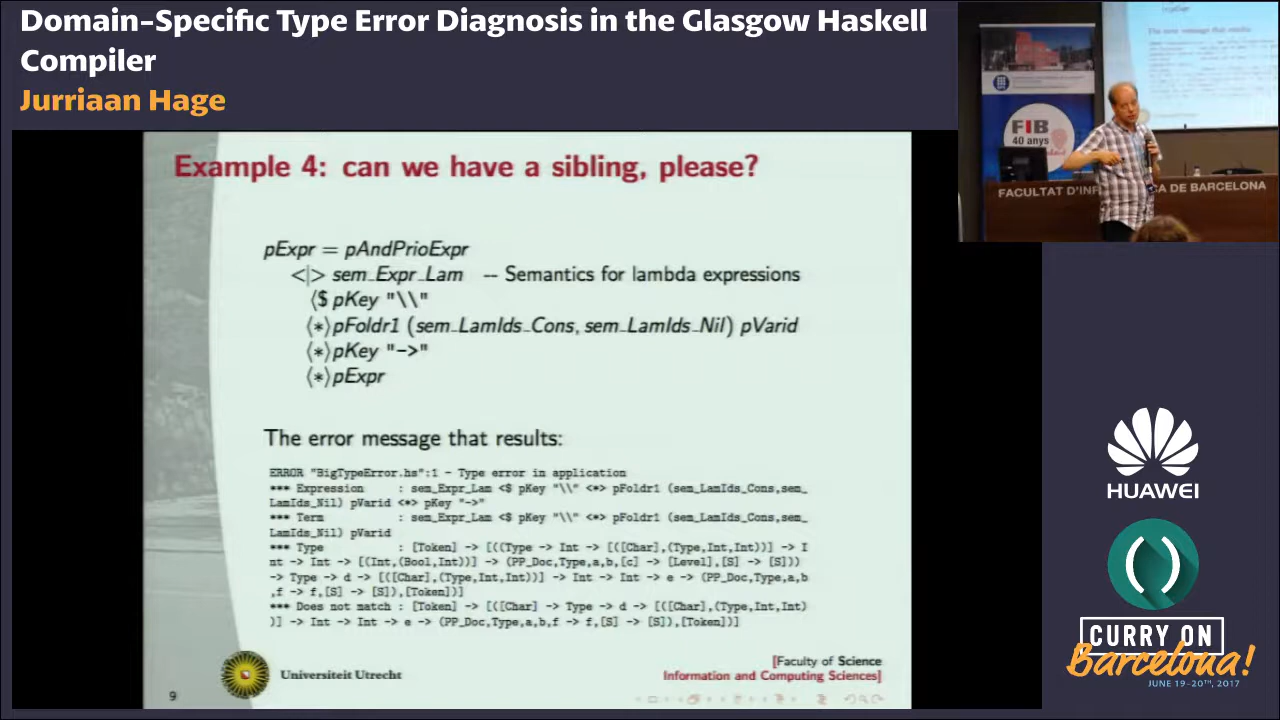 Domain-Specific Type Error Diagnosis in the Glasgow Haskell
Compiler
Jurriaan Hage
FIB
40 anys
FACULTAT D'INF
CA DE BARCELONA
Example 4: can we have a sibling, please?
pExpr = pAndPrioExpr
<|> sem_Expr_Lam -- Semantics for lambda expressions
⟨$ pKey "\\"
⟨*⟩pFoldr1 (sem_LamIds_Cons, sem_LamIds_Nil) pVarid
⟨*⟩pKey "->"
⟨*⟩pExpr
The error message that results:
ERROR "BigTypeError.hs":1 - Type error in application
*** Expression : sem_Expr_Lam <$ pKey "\\" <*> pFoldr1 (sem_LamIds_Cons,sem_
LamIds_Nil) pVarid <*> pKey "->"
*** Term : sem_Expr_Lam <$ pKey "\\" <*> pFoldr1 (sem_LamIds_Cons,sem_
LamIds_Nil) pVarid
*** Type : [Token] -> [((Type -> Int -> [([Char],(Type,Int,Int))] -> I
nt -> Int -> [(Int,(Bool,Int))] -> (PP_Doc,Type,a,b,[c] -> [Level],[S] -> [S]))
-> Type -> d -> [([Char],(Type,Int,Int))] -> Int -> Int -> e -> (PP_Doc,Type,a,b
,f -> f,[S] -> [S]),[Token])]
*** Does not match : [Token] -> [([Char] -> Type -> d -> [([Char],(Type,Int,Int)
)] -> Int -> Int -> e -> (PP_Doc,Type,a,b,f -> f,[S] -> [S]),[Token])]
Universiteit Utrecht
[Faculty of Science
Information and Computing Sciences]
9
HUAWEI
CURRY ON
Barcelona!
JUNE 19-20TH, 2017